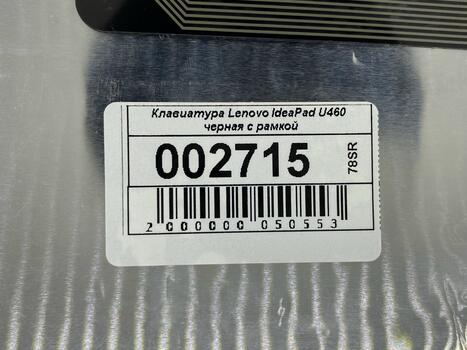 Клавиатура Lenovo IdeaPad U460
черная с рамкой
002715
78SR
2 000000 050553